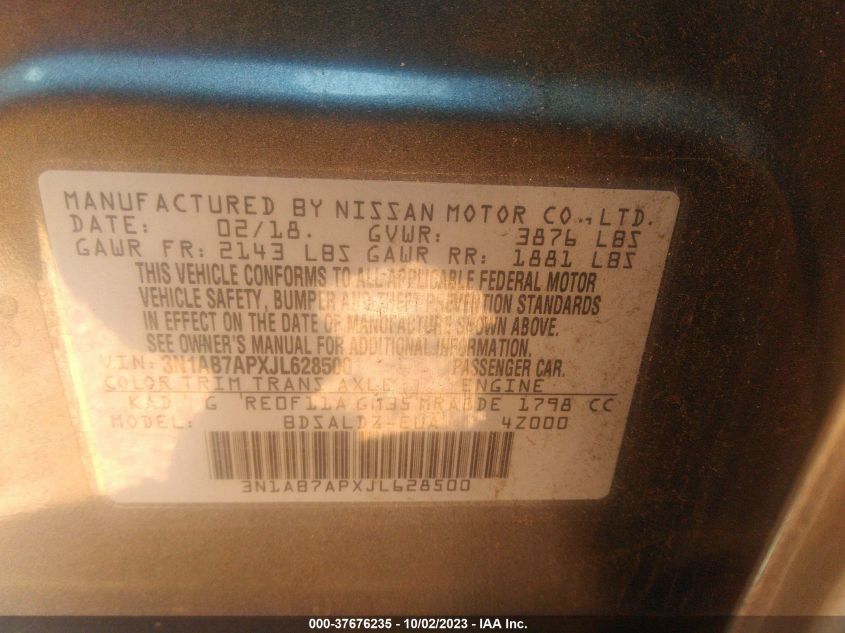 MANUFACTURED BY NISSAN MOTOR CO., LTD.
DATE: 02/18. GVWR: 3876 LBS
GAWR FR: 2143 LBS GAWR RR: 1881 LBS
THIS VEHICLE CONFORMS TO ALL APPLICABLE FEDERAL MOTOR
VEHICLE SAFETY, BUMPER AND THEFT PREVENTION STANDARDS
IN EFFECT ON THE DATE OF MANUFACTURE SHOWN ABOVE.
SEE OWNER'S MANUAL FOR ADDITIONAL INFORMATION.
VIN: 3N1AB7APXJL628500 PASSENGER CAR.
COLOR TRIM TRANS AXLE ENGINE
KAD G RE0F11A GM35 MRA8DE 1798 CC
MODEL: BDSALDZ-EUA 4Z000
3N1AB7APXJL628500
000-37676235 - 10/02/2023 - IAA Inc.